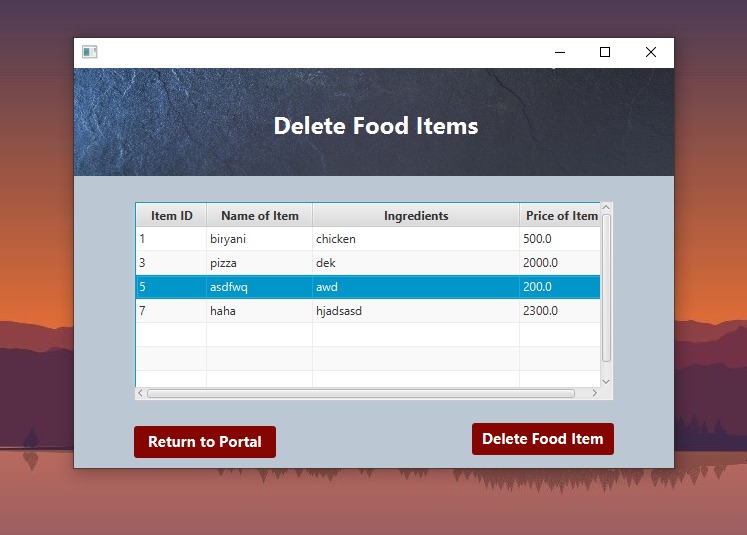 Delete Food Items
Item ID Name of Item Ingredients Price of Item
1 biryani chicken 500.0
3 pizza dek 2000.0
5 asdfwq awd 200.0
7 haha hjadsasd 2300.0
Return to Portal Delete Food Item